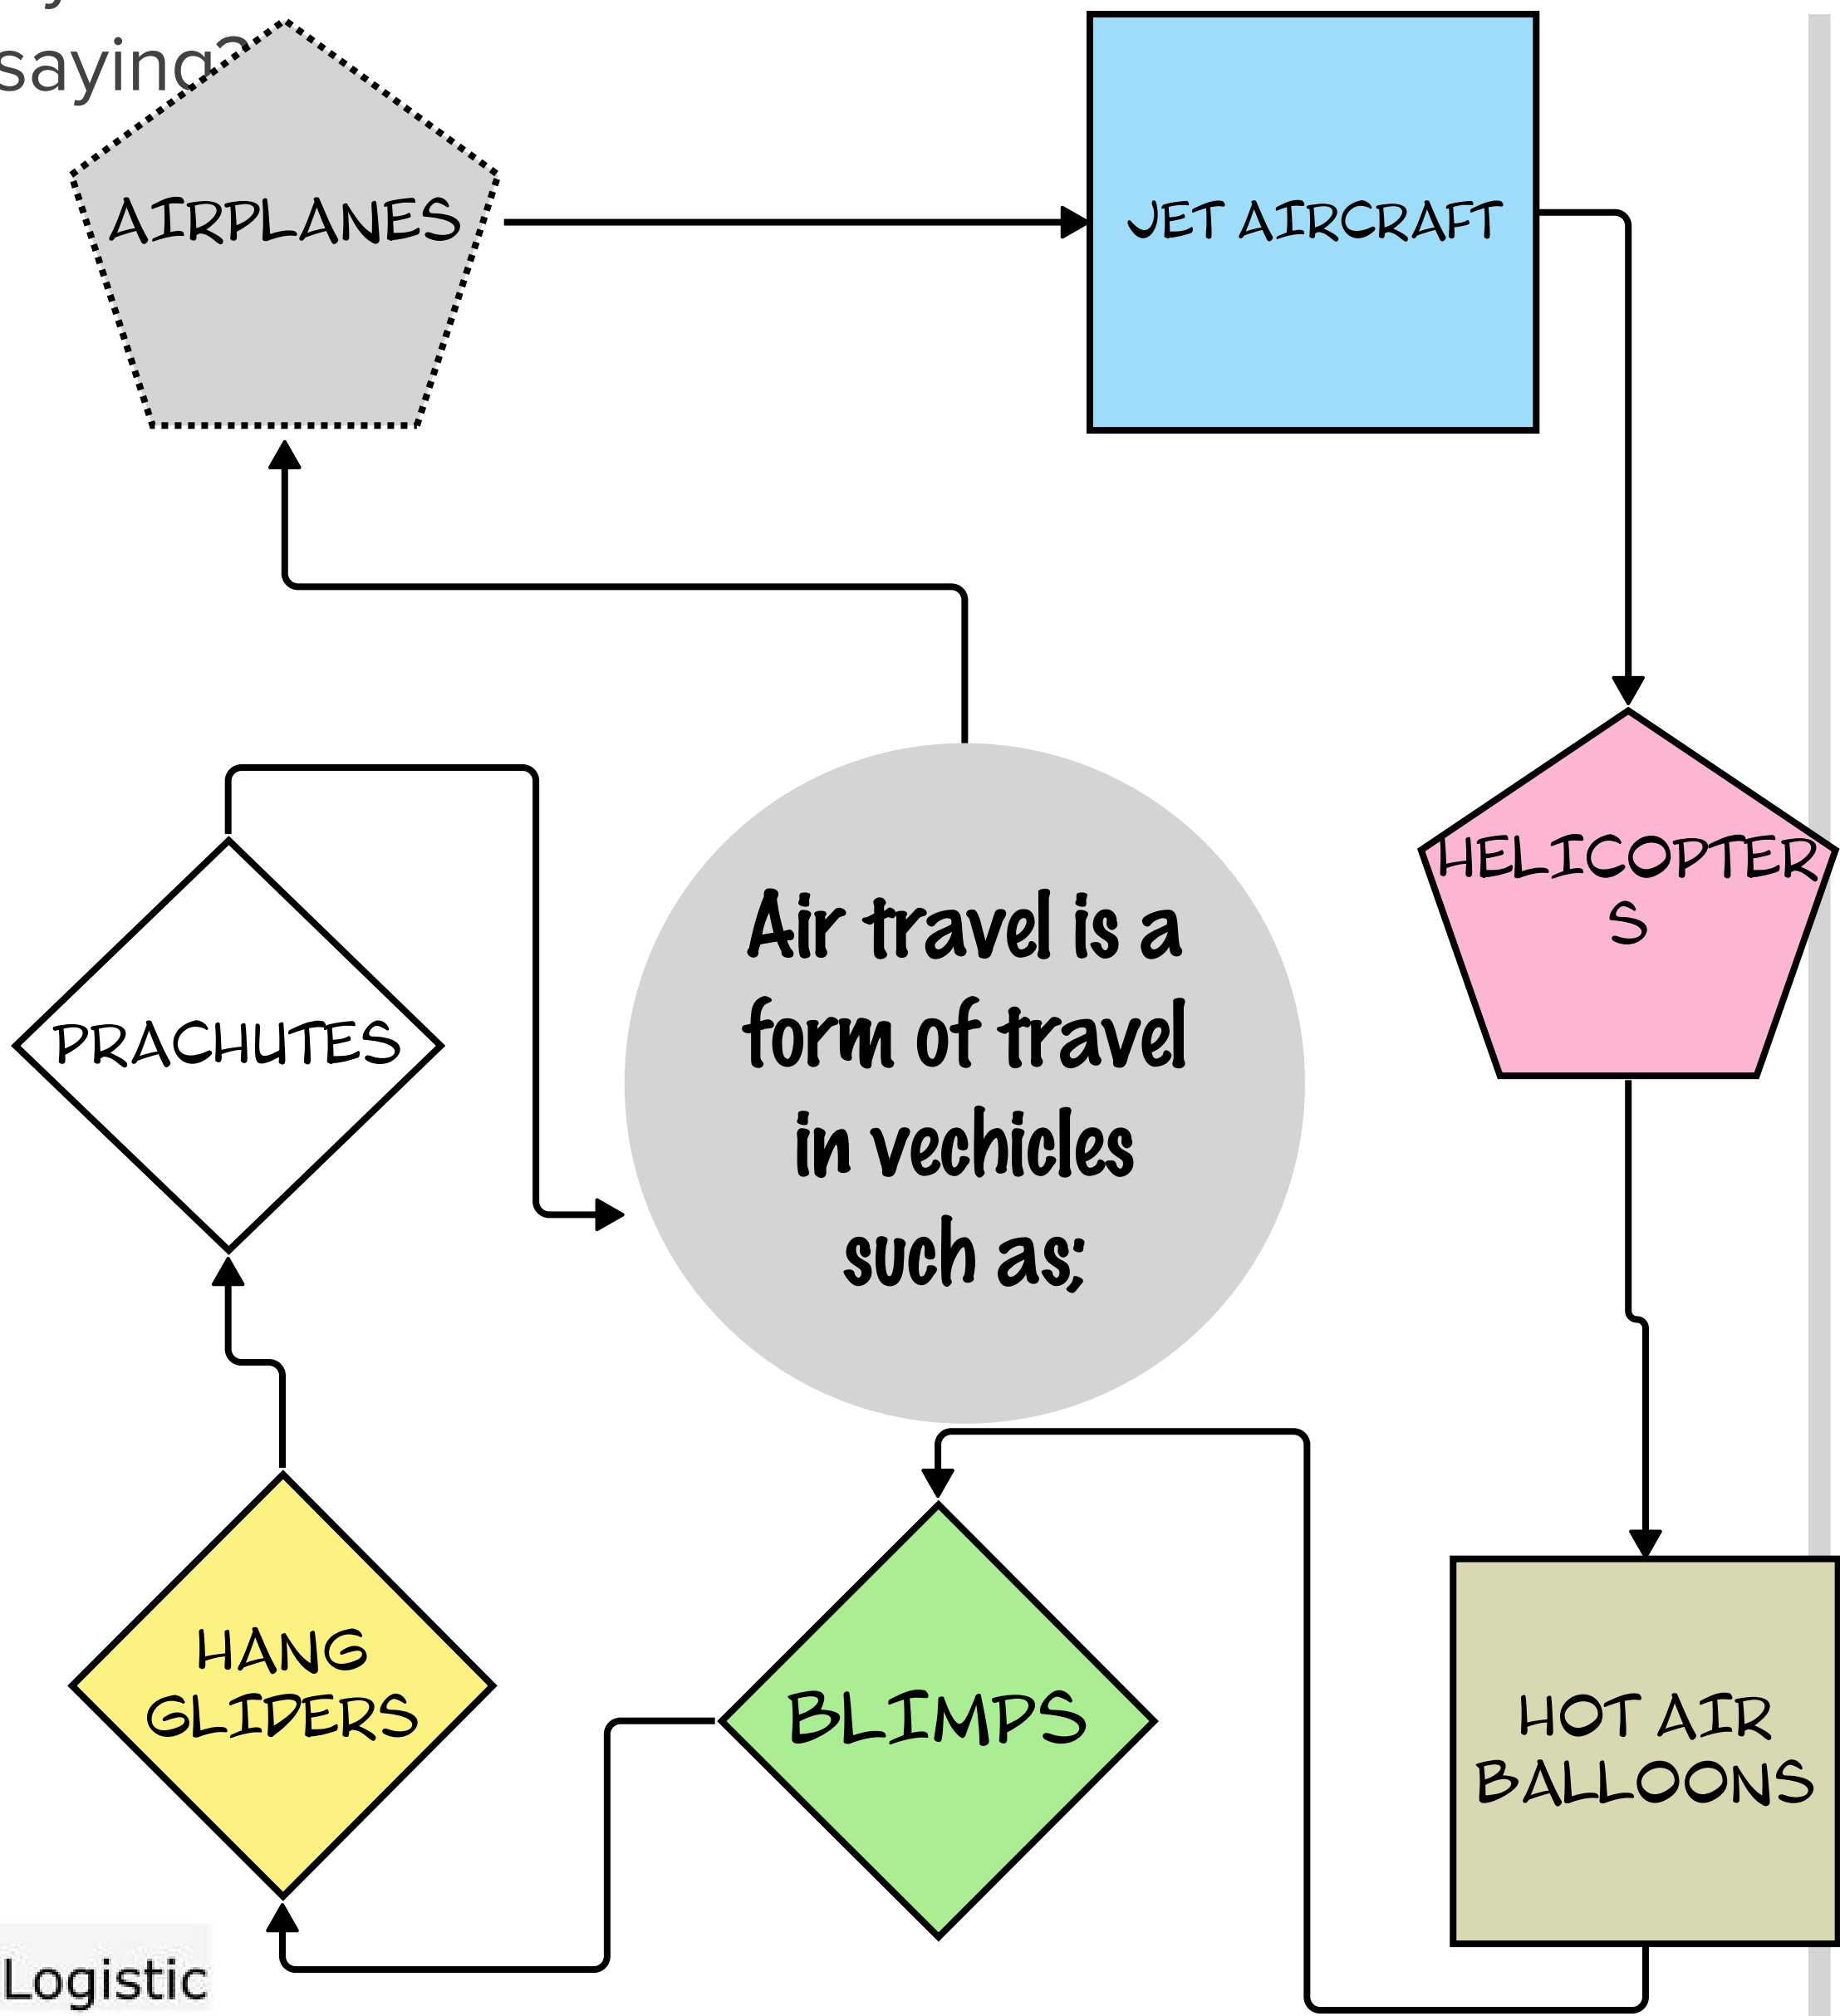 saying?
AIRPLANES
JET AIRCRAFT
HELICOPTER
S
Air travel is a
form of travel
in vechicles
such as;
PRACHUTES
HANG
GLIDERS
BLIMPS
HOT AIR
BALLOONS
Logistic